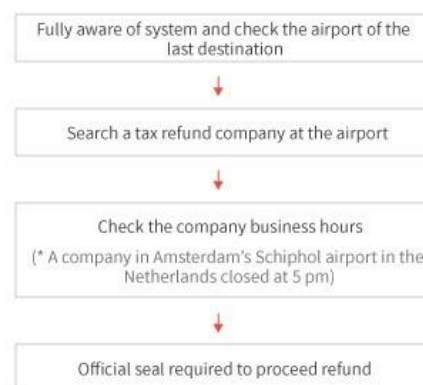 Fully aware of system and check the airport of the
last destination
Search a tax refund company at the airport
Check the company business hours
(* A company in Amsterdam's Schiphol airport in the
Netherlands closed at 5 pm)
Official seal required to proceed refund